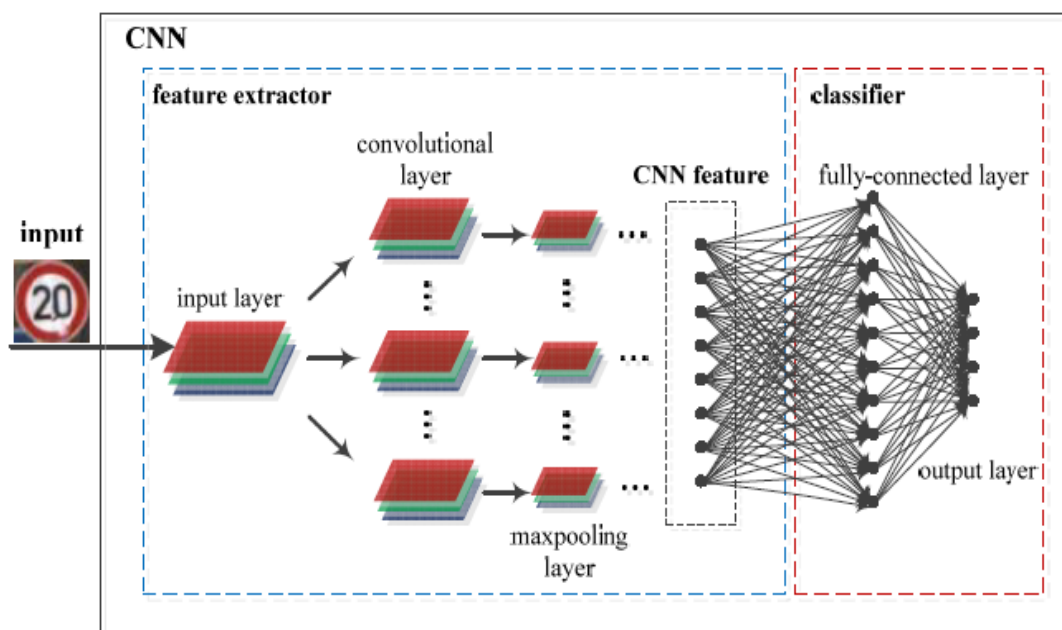 CNN
feature extractor
classifier
convolutional
layer
CNN feature
fully-connected layer
input
20
input layer
output layer
maxpooling
layer